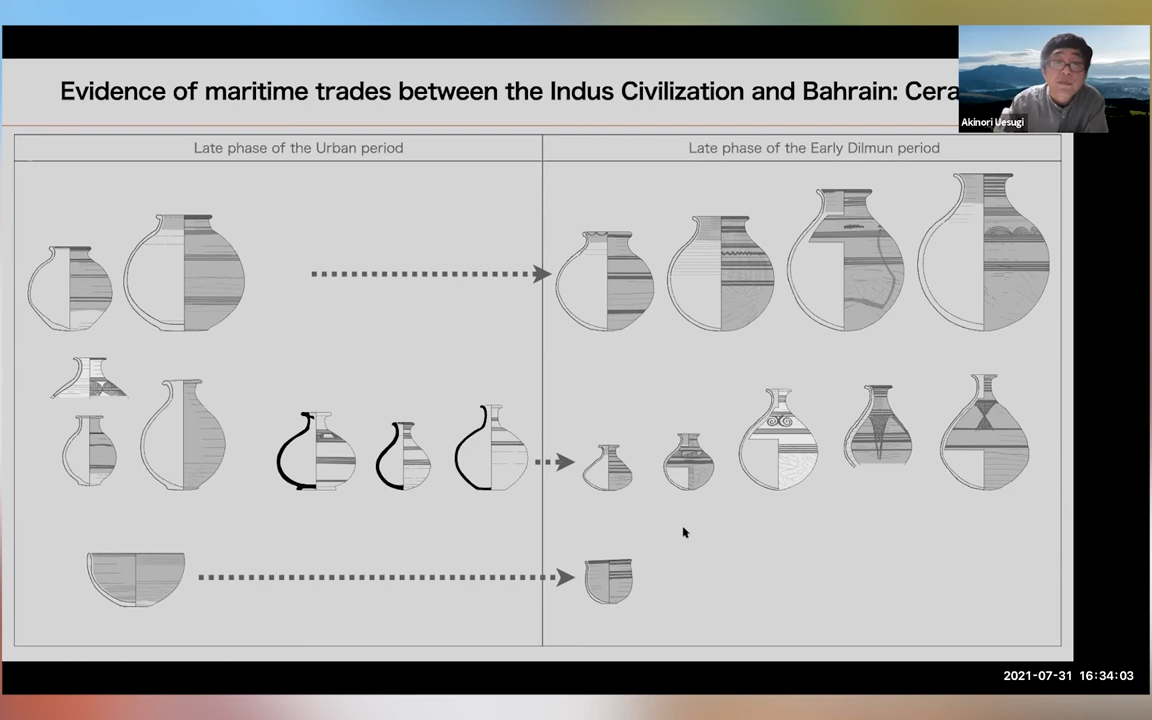 Evidence of maritime trades between the Indus Civilization and Bahrain: Cera
Akinori Uesugi
Late phase of the Urban period
Late phase of the Early Dilmun period
2021-07-31 16:34:03